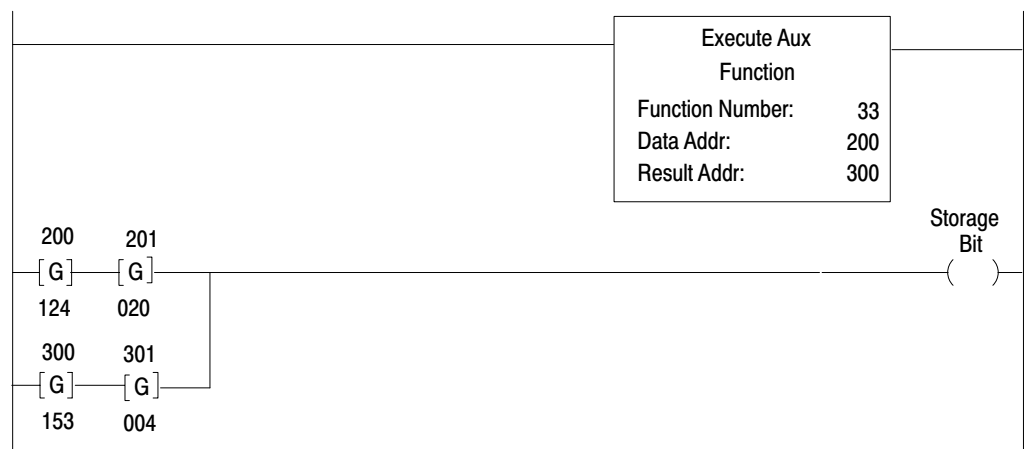 Execute Aux
Function
Function Number: 33
Data Addr: 200
Result Addr: 300
Storage
Bit
200 201
G G
124 020
300 301
G G
153 004